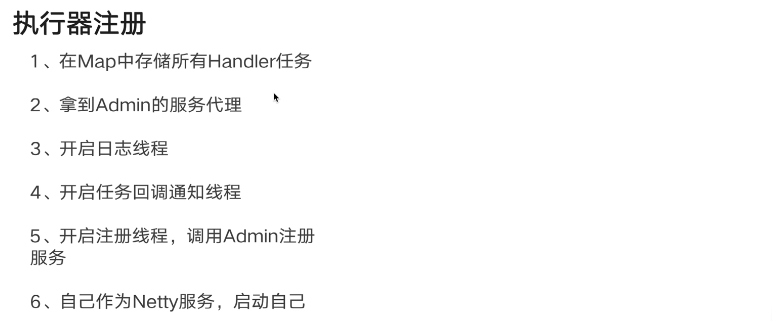 执行器注册
1、在Map中存储所有Handler任务
2、拿到Admin的服务代理
3、开启日志线程
4、开启任务回调通知线程
5、开启注册线程，调用Admin注册
服务
6、自己作为Netty服务，启动自己